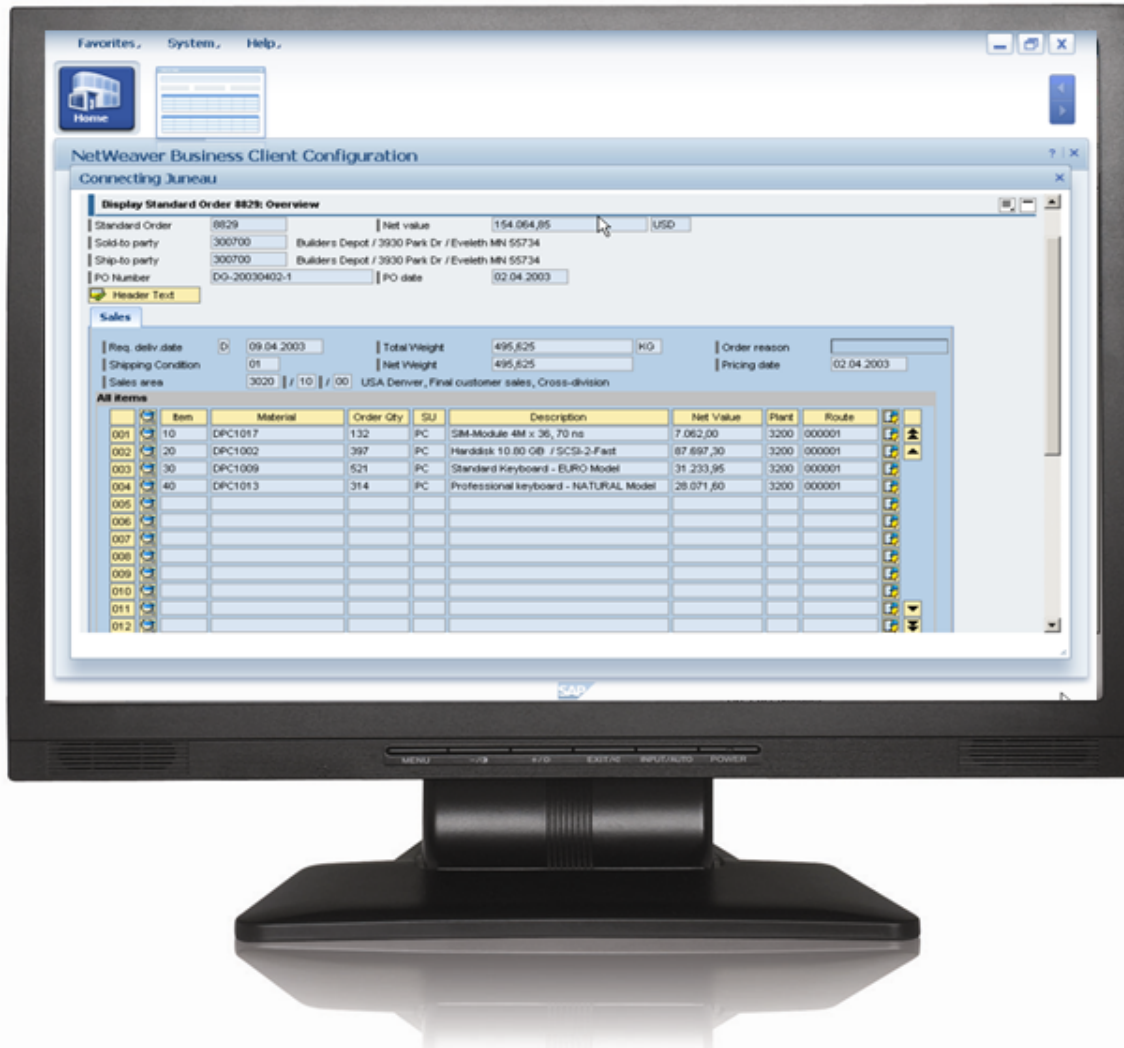 Favorites, System, Help,
Home
NetWeaver Business Client Configuration
Connecting Juneau
Display Standard Order 8829: Overview
Standard Order 8829 Net value 154.064,85 USD
Sold-to party 300700 Builders Depot / 3930 Park Dr / Eveleth MN 55734
Ship-to party 300700 Builders Depot / 3930 Park Dr / Eveleth MN 55734
PO Number DG-20030402-1 PO date 02.04.2003
Header Text
Sales
Req. deliv.date D 09.04.2003 Total Weight 495,625 KG Order reason
Shipping Condition 01 Net Weight 495,625 Pricing date 02.04.2003
Sales area 3020 / 10 / 00 USA Denver, Final customer sales, Cross-division
All items
Item Material Order Qty SU Description Net Value Plant Route
001 10 DPC1017 132 PC SIM-Module 4M x 36, 70 ns 7.062,00 3200 000001
002 20 DPC1002 397 PC Harddisk 10.80 GB / SCSI-2-Fast 87.697,30 3200 000001
003 30 DPC1009 521 PC Standard Keyboard - EURO Model 31.233,95 3200 000001
004 40 DPC1013 314 PC Professional keyboard - NATURAL Model 28.071,60 3200 000001
005
006
007
008
009
010
011
012
SAP
MENU -/ +/ EXIT/ INPUT/AUTO POWER